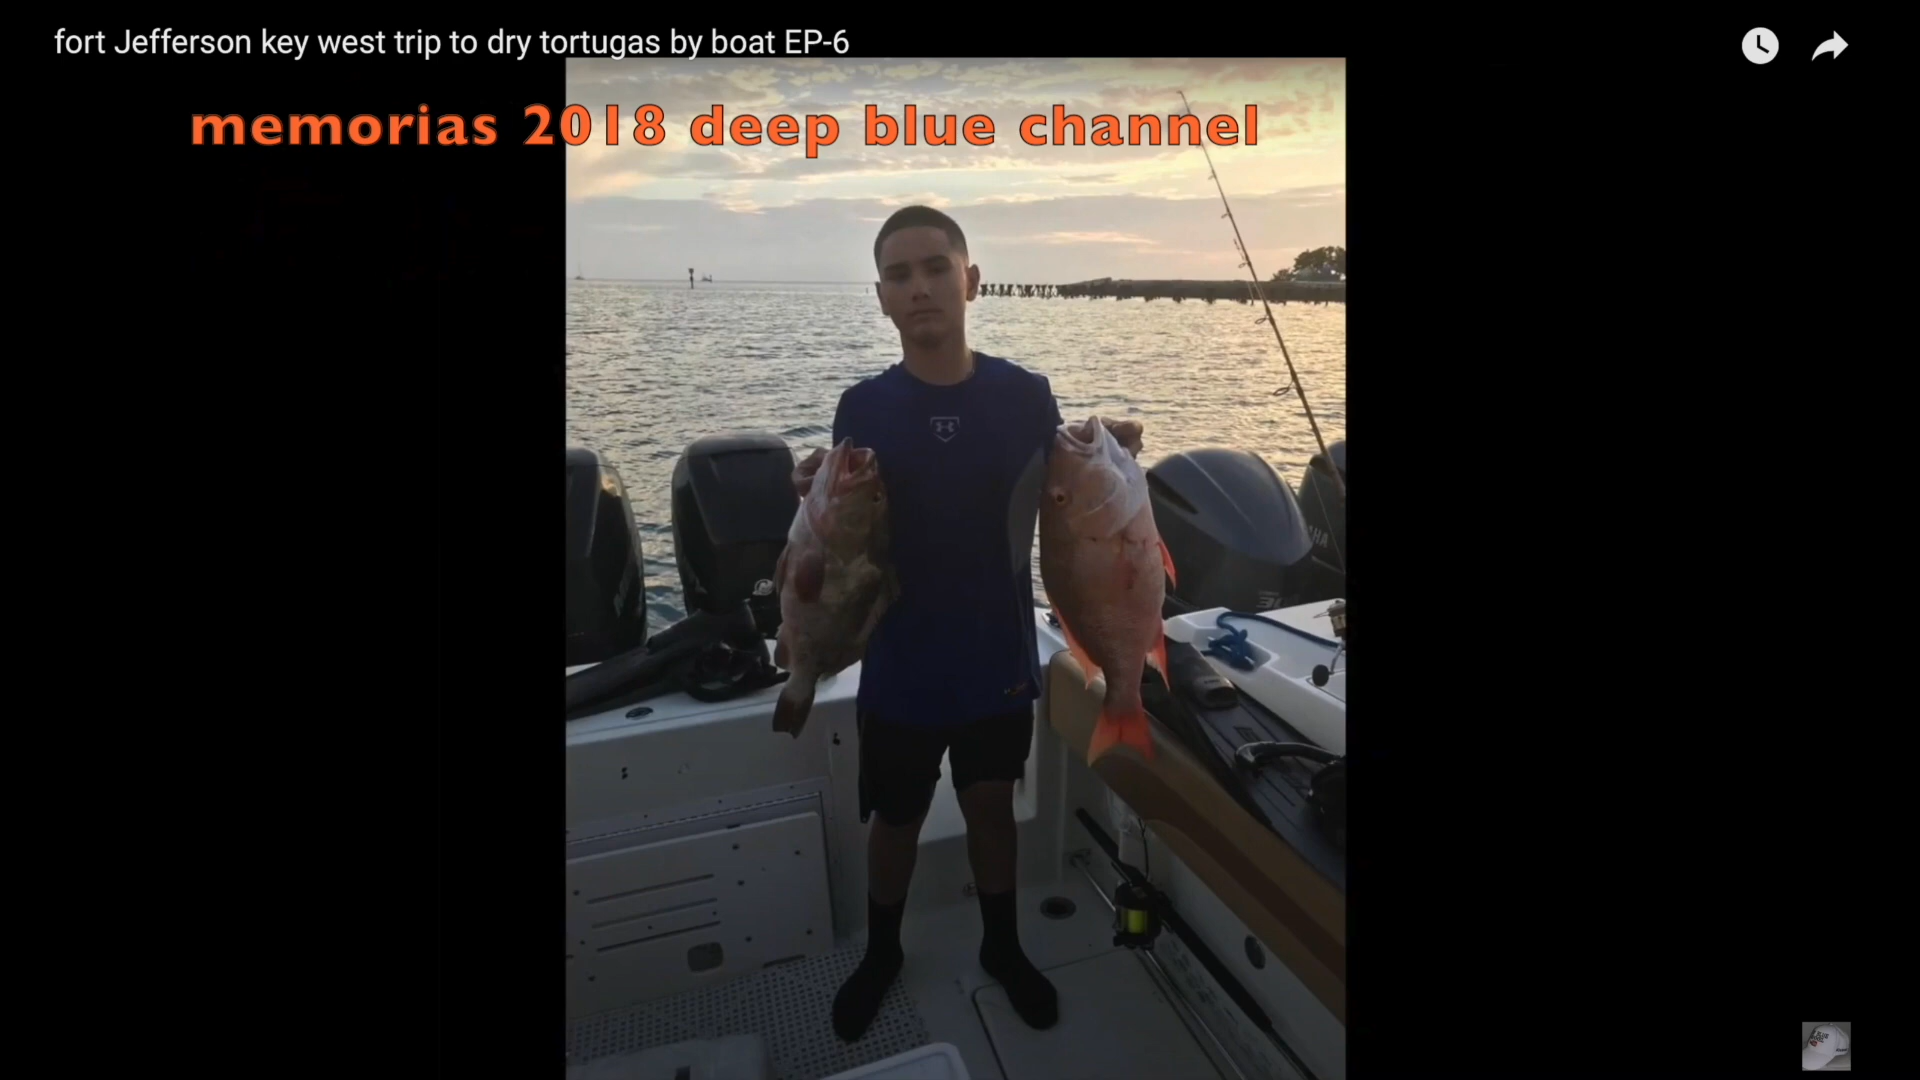 fort Jefferson key west trip to dry tortugas by boat EP-6
memorias 2018 deep blue channel